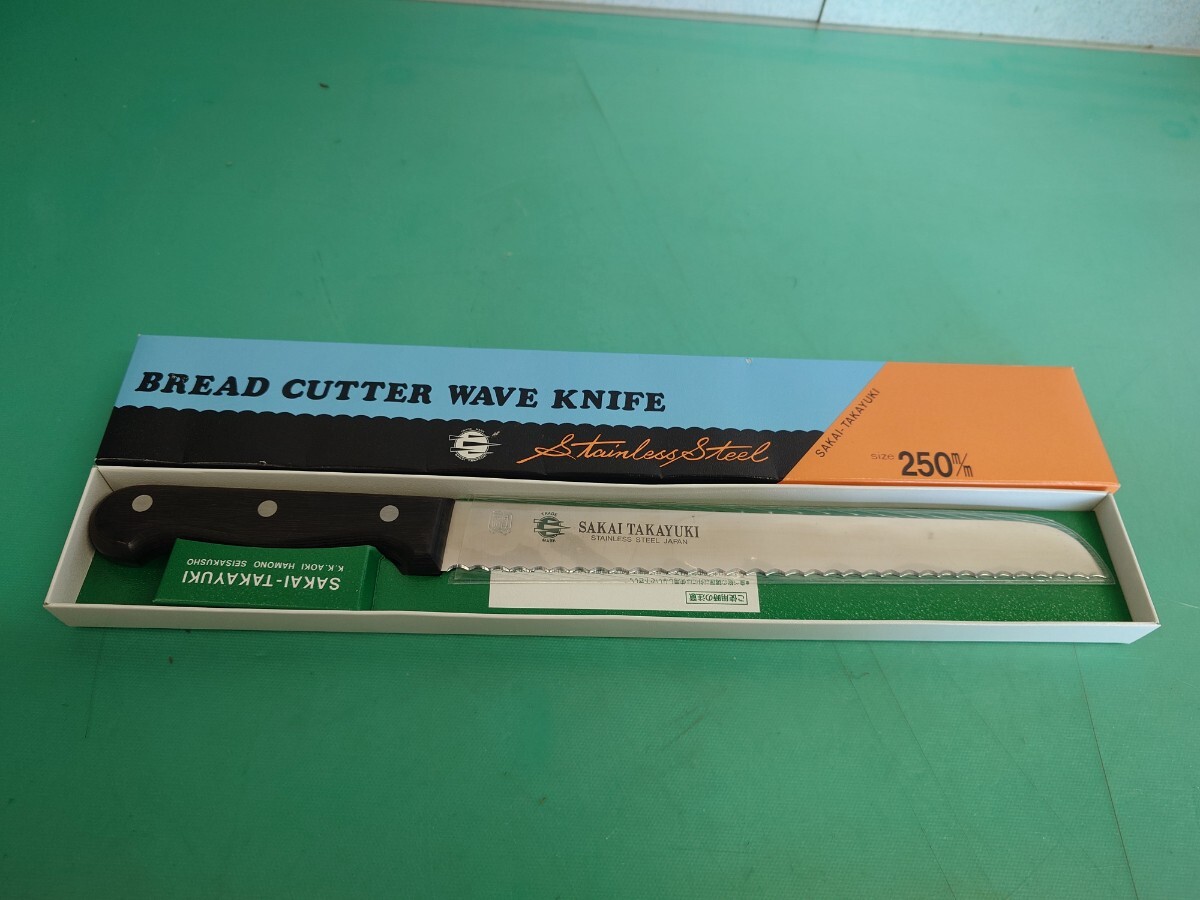 BREAD CUTTER WAVE KNIFE
Stainless Steel
SAKAI-TAKAYUKI
size 250m/m
SAKAI TAKAYUKI
STAINLESS STEEL JAPAN
SAKAI-TAKAYUKI
K.K.AOKI HAMONO SEISAKUSHO
ご使用時の注意